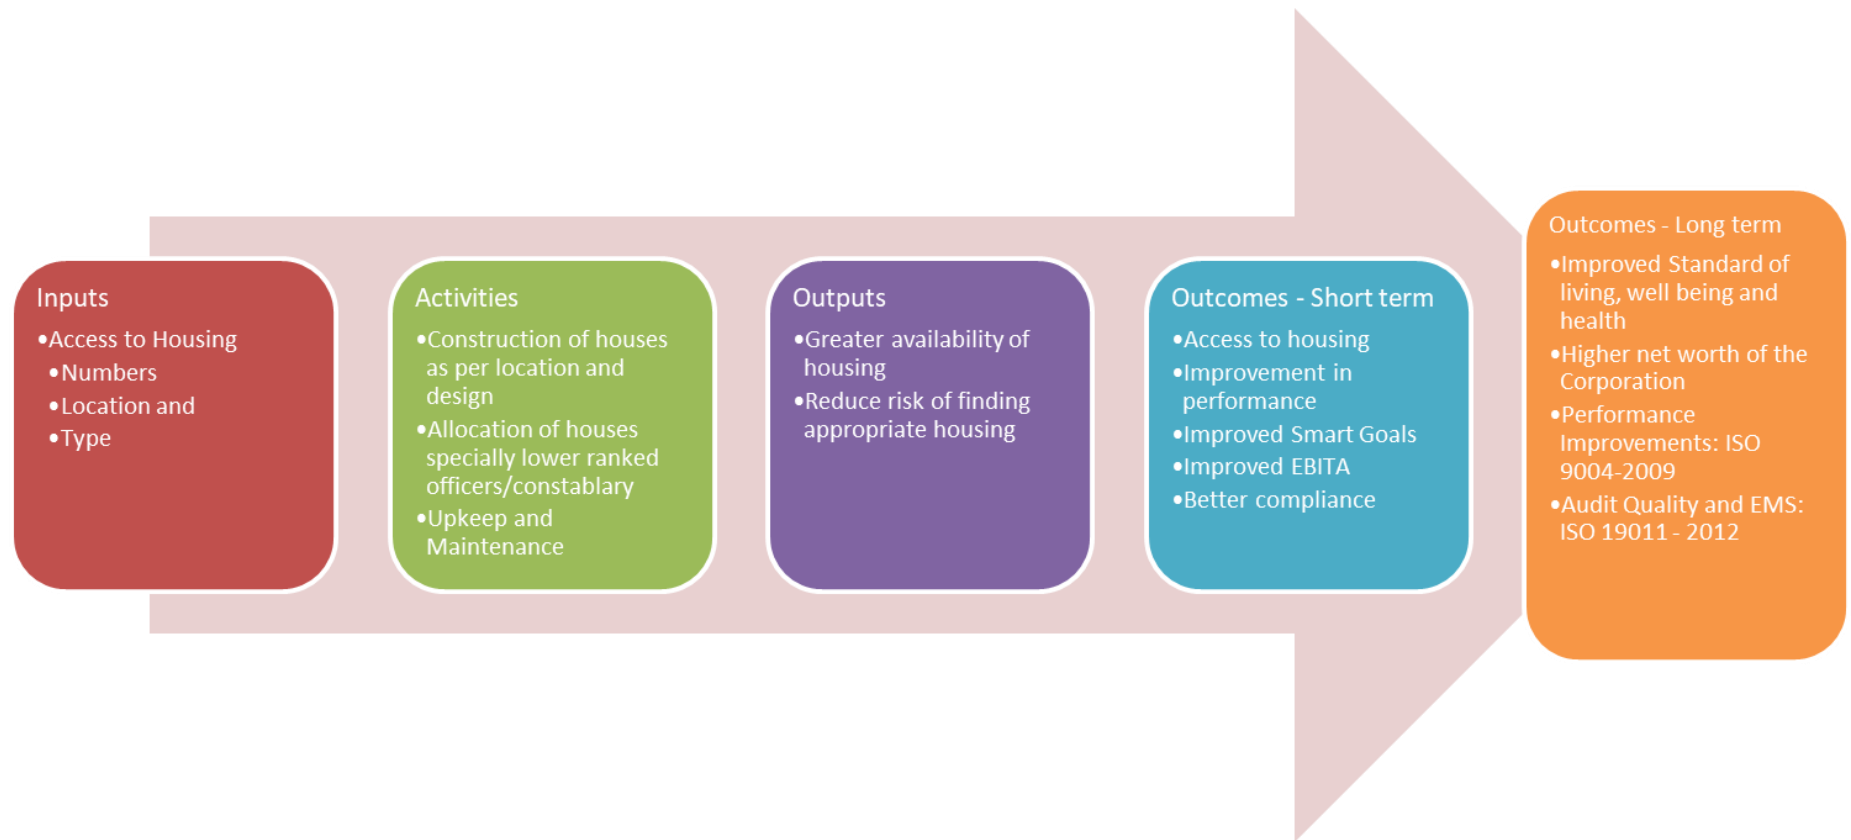 Inputs
•Access to Housing
•Numbers
•Location and
•Type
Activities
•Construction of houses
as per location and
design
•Allocation of houses
specially lower ranked
officers/constablary
•Upkeep and
Maintenance
Outputs
•Greater availability of
housing
•Reduce risk of finding
appropriate housing
Outcomes - Short term
•Access to housing
•Improvement in
performance
•Improved Smart Goals
•Improved EBITA
•Better compliance
Outcomes - Long term
•Improved Standard of
living, well being and
health
•Higher net worth of the
Corporation
•Performance
Improvements: ISO
9004-2009
•Audit Quality and EMS:
ISO 19011 - 2012